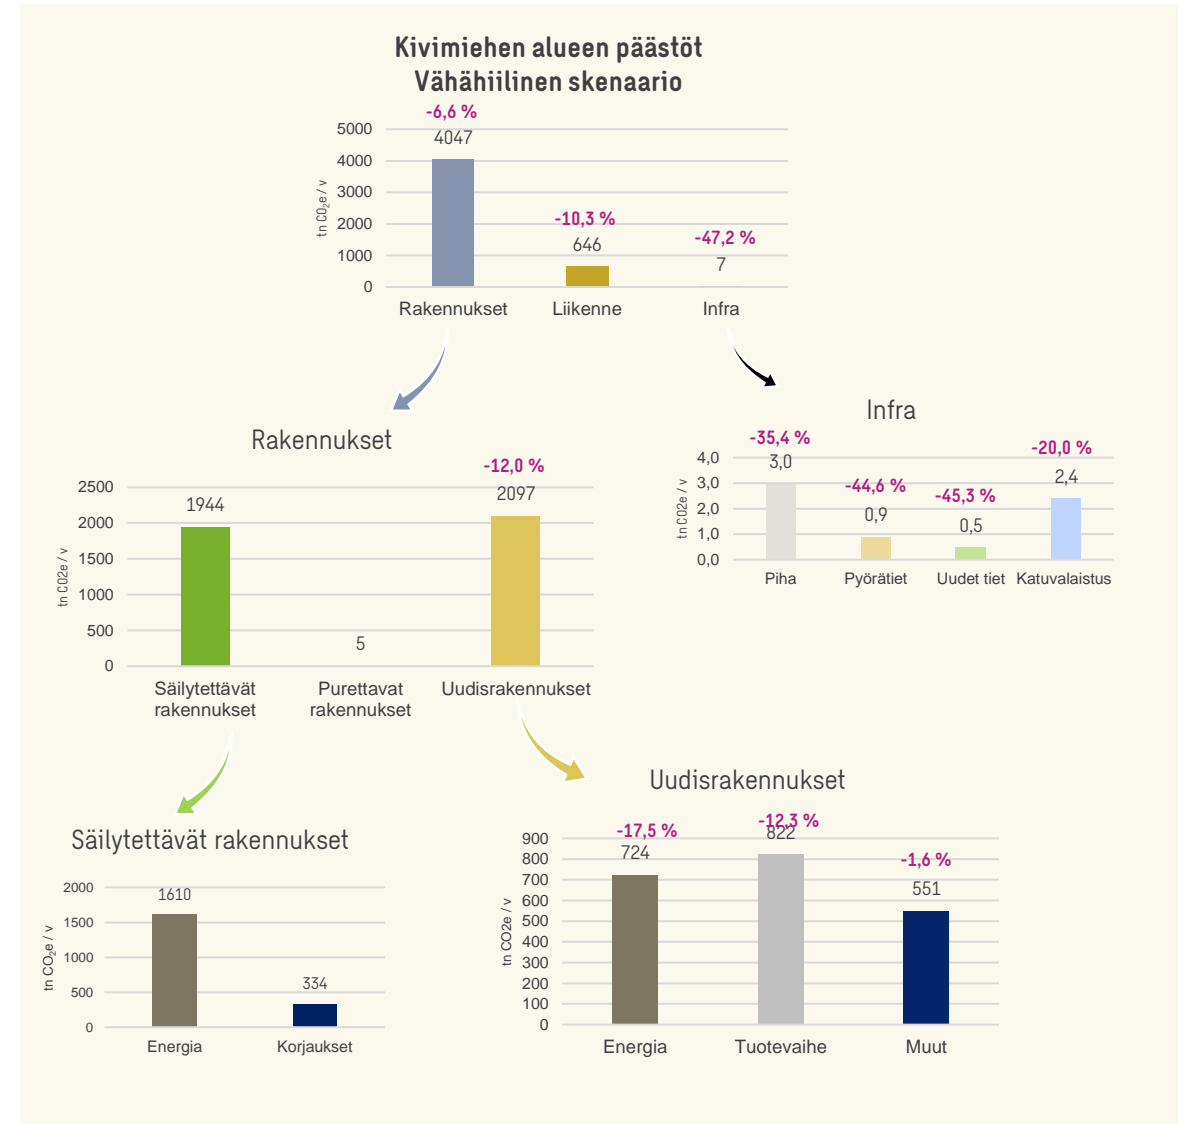 Kivimiehen alueen päästöt
Vähähiilinen skenaario
-6,6 %
5000
4047
4000
3000
2000
1000
0
tn CO₂e / v
-10,3 %
646
-47,2 %
7
Rakennukset
Liikenne
Infra
Infra
-35,4 %
-20,0 %
4,0
3,0
2,0
1,0
0,0
tn CO2e / v
3,0
-44,6 %
0,9
-45,3 %
0,5
2,4
Piha
Pyörätiet
Uudet tiet
Katuvalaistus
Rakennukset
-12,0 %
2500
2000
1500
1000
500
0
tn CO2e / v
1944
5
2097
Säilytettävät
rakennukset
Purettavat
rakennukset
Uudisrakennukset
Säilytettävät rakennukset
2000
1500
1000
500
0
tn CO₂e / v
1610
334
Energia
Korjaukset
Uudisrakennukset
-17,5 %
-12,3 %
-1,6 %
900
800
700
600
500
400
300
200
100
0
tn CO2e / v
724
822
551
Energia
Tuotevaihe
Muut